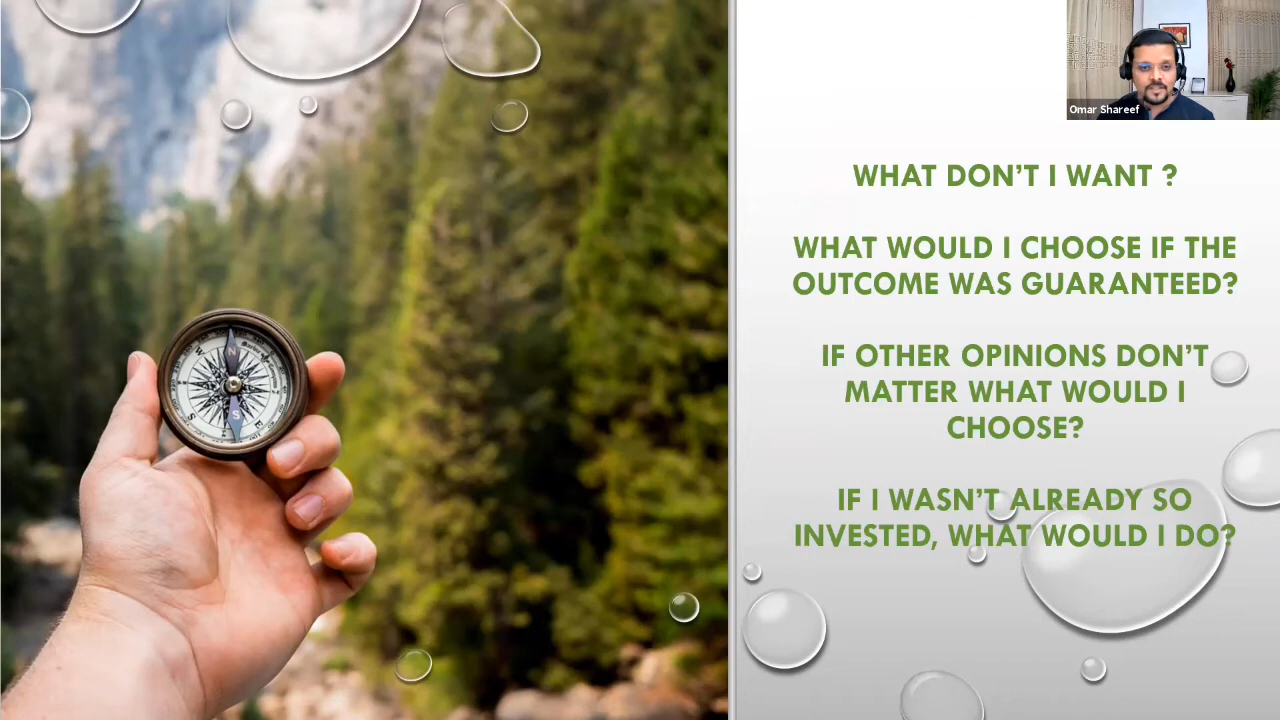 Omar Shareef
WHAT DON'T I WANT ?
WHAT WOULD I CHOOSE IF THE
OUTCOME WAS GUARANTEED?
IF OTHER OPINIONS DON'T
MATTER WHAT WOULD I
CHOOSE?
IF I WASN'T ALREADY SO
INVESTED, WHAT WOULD I DO?
N
S
E
W